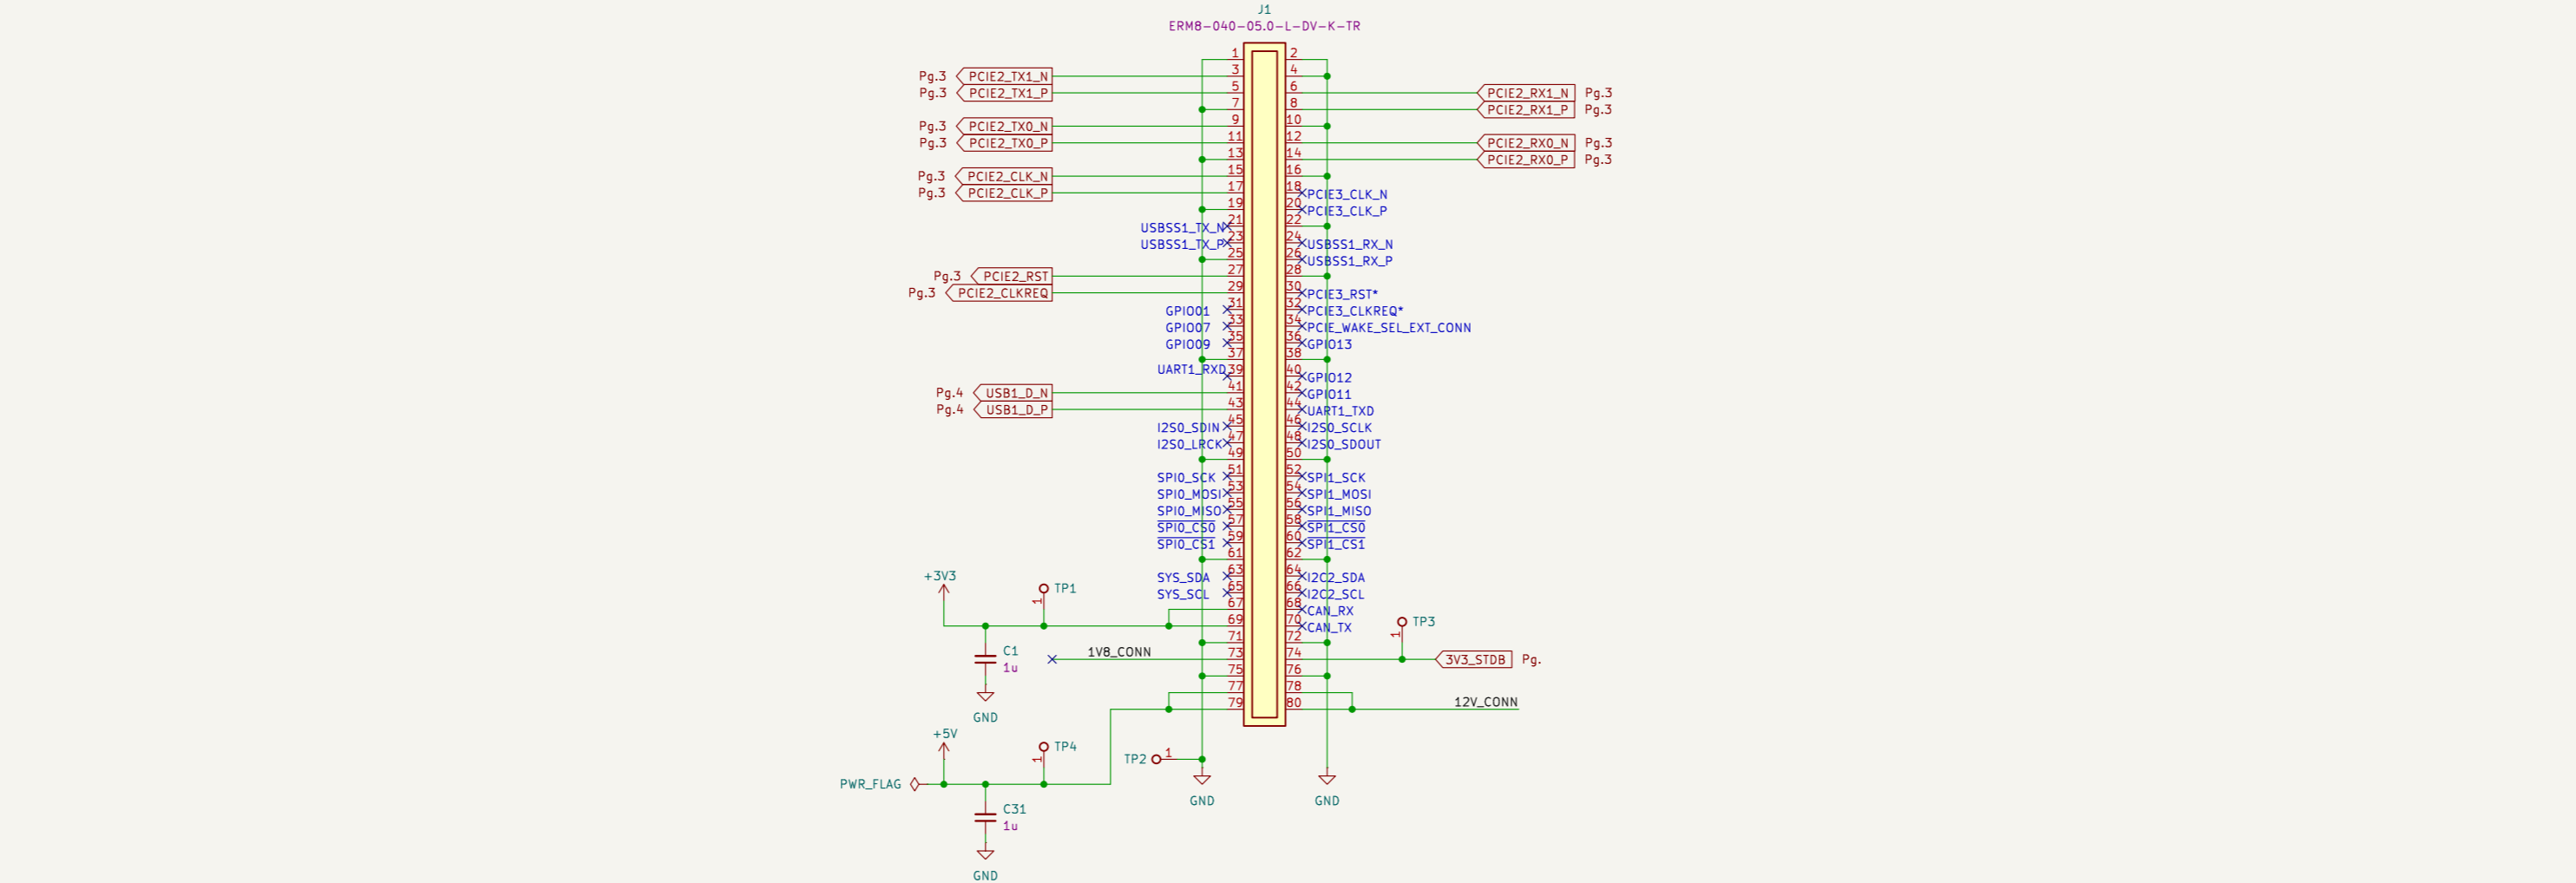 J1
ERM8-040-05.0-L-DV-K-TR
1 2
Pg.3 PCIE2_TX1_N 3 4
Pg.3 PCIE2_TX1_P 5 6 PCIE2_RX1_N Pg.3
7 8 PCIE2_RX1_P Pg.3
Pg.3 PCIE2_TX0_N 9 10
Pg.3 PCIE2_TX0_P 11 12 PCIE2_RX0_N Pg.3
13 14 PCIE2_RX0_P Pg.3
Pg.3 PCIE2_CLK_N 15 16
Pg.3 PCIE2_CLK_P 17 18 PCIE3_CLK_N
19 20 PCIE3_CLK_P
USBSS1_TX_N 21 22
USBSS1_TX_P 23 24 USBSS1_RX_N
25 26 USBSS1_RX_P
Pg.3 PCIE2_RST 27 28
Pg.3 PCIE2_CLKREQ 29 30 PCIE3_RST*
GPIO01 31 32 PCIE3_CLKREQ*
GPIO07 33 34 PCIE_WAKE_SEL_EXT_CONN
GPIO09 35 36 GPIO13
37 38
UART1_RXD 39 40 GPIO12
Pg.4 USB1_D_N 41 42 GPIO11
Pg.4 USB1_D_P 43 44 UART1_TXD
I2S0_SDIN 45 46 I2S0_SCLK
I2S0_LRCK 47 48 I2S0_SDOUT
49 50
SPI0_SCK 51 52 SPI1_SCK
SPI0_MOSI 53 54 SPI1_MOSI
SPI0_MISO 55 56 SPI1_MISO
SPI0_CS0 57 58 SPI1_CS0
SPI0_CS1 59 60 SPI1_CS1
61 62
+3V3 TP1 SYS_SDA 63 64 I2C2_SDA
1 SYS_SCL 65 66 I2C2_SCL
67 68 CAN_RX
69 70 CAN_TX TP3
71 72 1
C1 1V8_CONN 73 74 3V3_STDB Pg.
1u 75 76
77 78
79 80 12V_CONN
GND
+5V TP4
1 TP2 1
PWR_FLAG
GND GND
C31
1u
GND